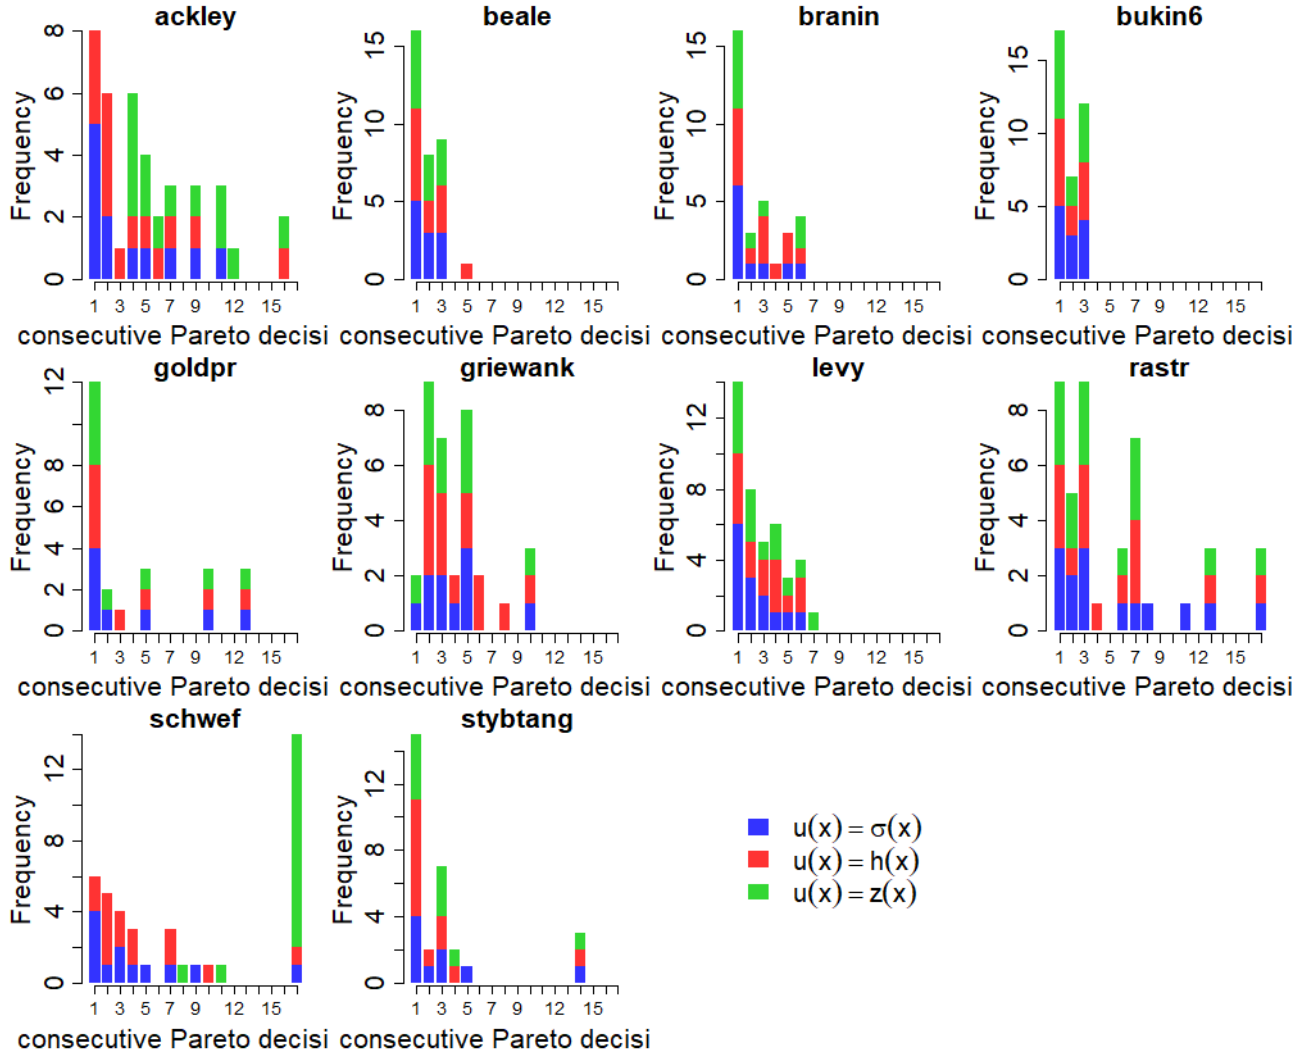 ackley
beale
branin
bukin6
Frequency
0 2 4 6 8
1 3 5 7 9 12 15
consecutive Pareto decisi
Frequency
0 5 10 15
1 3 5 7 9 12 15
consecutive Pareto decisi
Frequency
0 5 10 15
1 3 5 7 9 12 15
consecutive Pareto decisi
Frequency
0 5 10 15
1 3 5 7 9 12 15
consecutive Pareto decisi
goldpr
griewank
levy
rastr
Frequency
0 2 4 6 8 12
1 3 5 7 9 12 15
consecutive Pareto decisi
Frequency
0 2 4 6 8
1 3 5 7 9 12 15
consecutive Pareto decisi
Frequency
0 4 8 12
1 3 5 7 9 12 15
consecutive Pareto decisi
Frequency
0 2 4 6 8
1 3 5 7 9 12 15
consecutive Pareto decisi
schwef
stybtang
Frequency
0 4 8 12
1 3 5 7 9 12 15
consecutive Pareto decisi
Frequency
0 4 8 12
1 3 5 7 9 12 15
consecutive Pareto decisi
u(x) = σ(x)
u(x) = h(x)
u(x) = z(x)